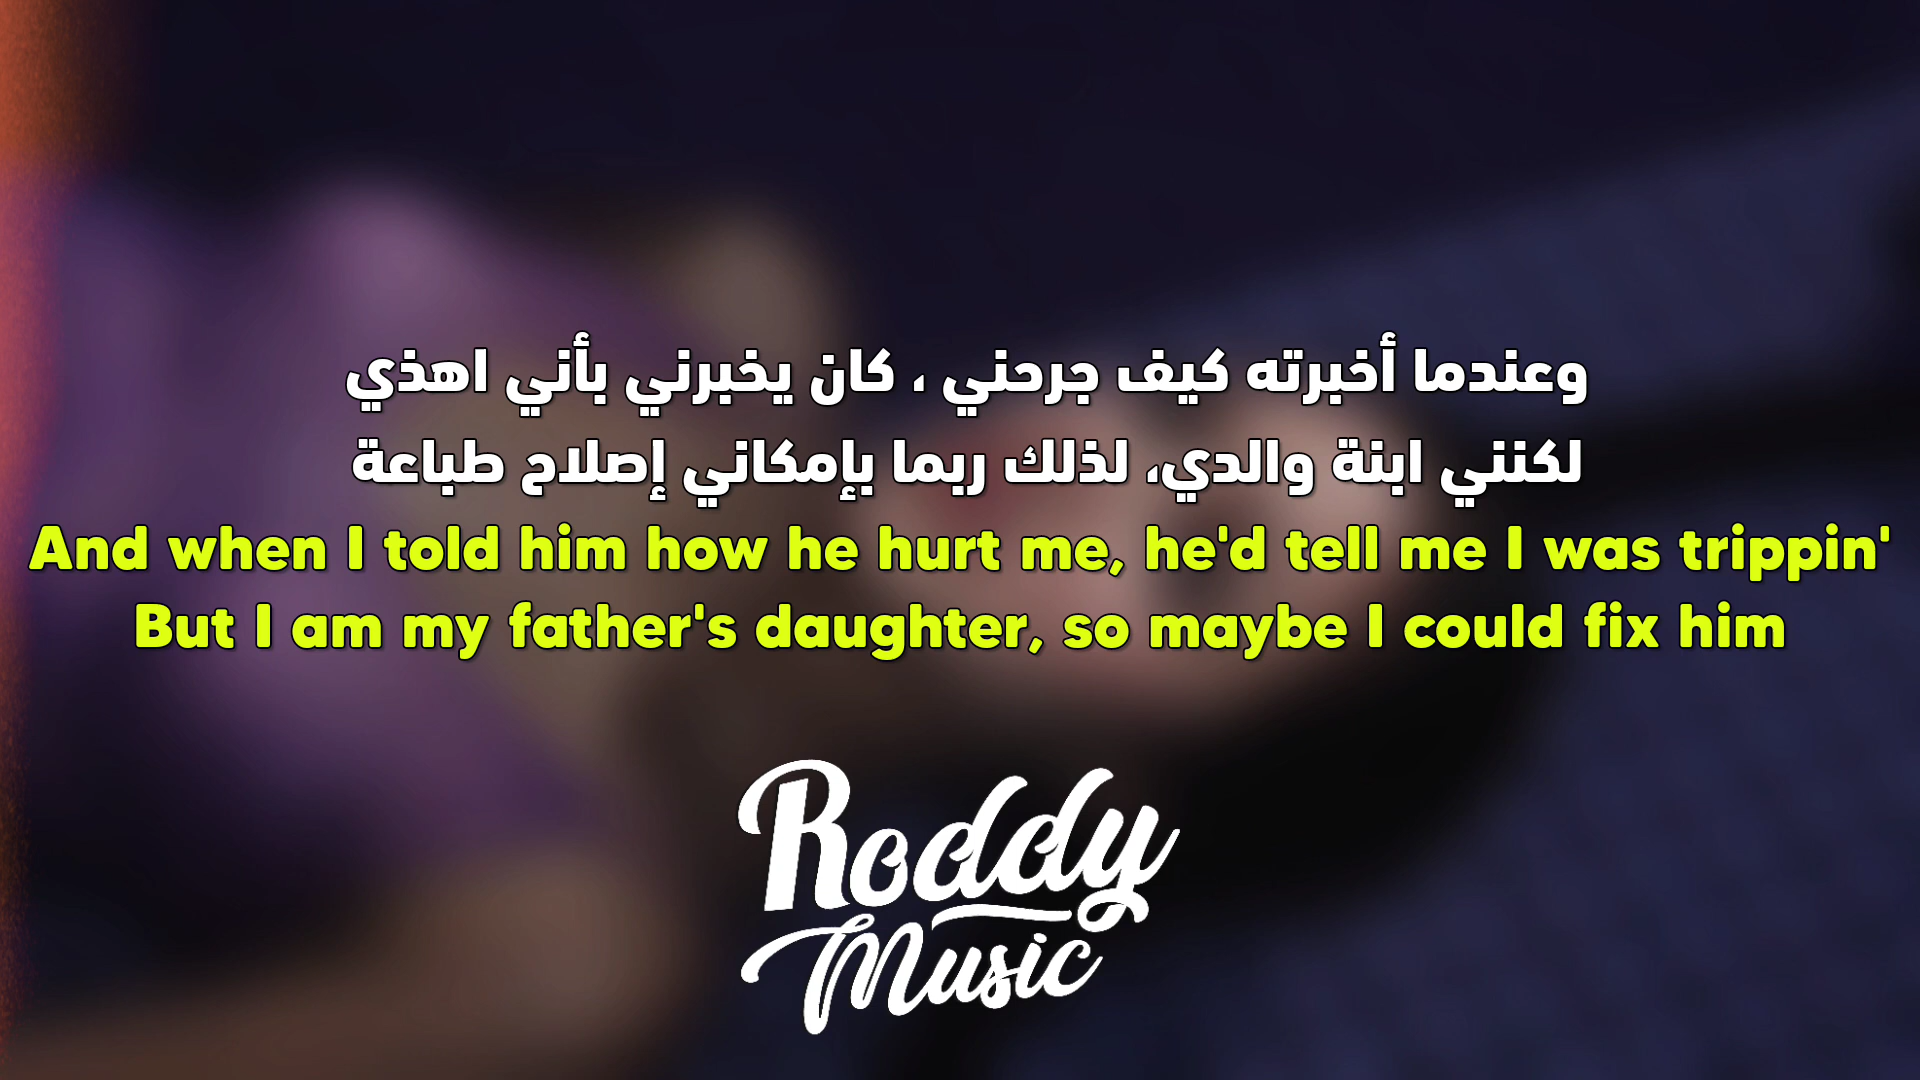 وعندما أخبرته كيف جرحني ، كان يخبرني بأني اهذي
لكنني ابنة والدي، لذلك ربما بإمكاني إصلاح طباعة
And when I told him how he hurt me, he'd tell me I was trippin'
But I am my father's daughter, so maybe I could fix him
Roddy
Music